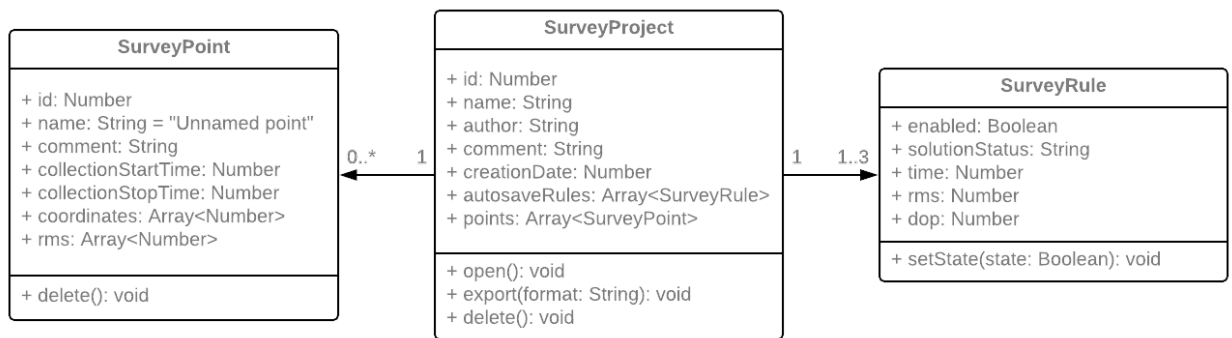 SurveyPoint
+ id: Number
+ name: String = "Unnamed point"
+ comment: String
+ collectionStartTime: Number
+ collectionStopTime: Number
+ coordinates: Array<Number>
+ rms: Array<Number>
+ delete(): void
0..*
1
SurveyProject
+ id: Number
+ name: String
+ author: String
+ comment: String
+ creationDate: Number
+ autosaveRules: Array<SurveyRule>
+ points: Array<SurveyPoint>
+ open(): void
+ export(format: String): void
+ delete(): void
1
1..3
SurveyRule
+ enabled: Boolean
+ solutionStatus: String
+ time: Number
+ rms: Number
+ dop: Number
+ setState(state: Boolean): void